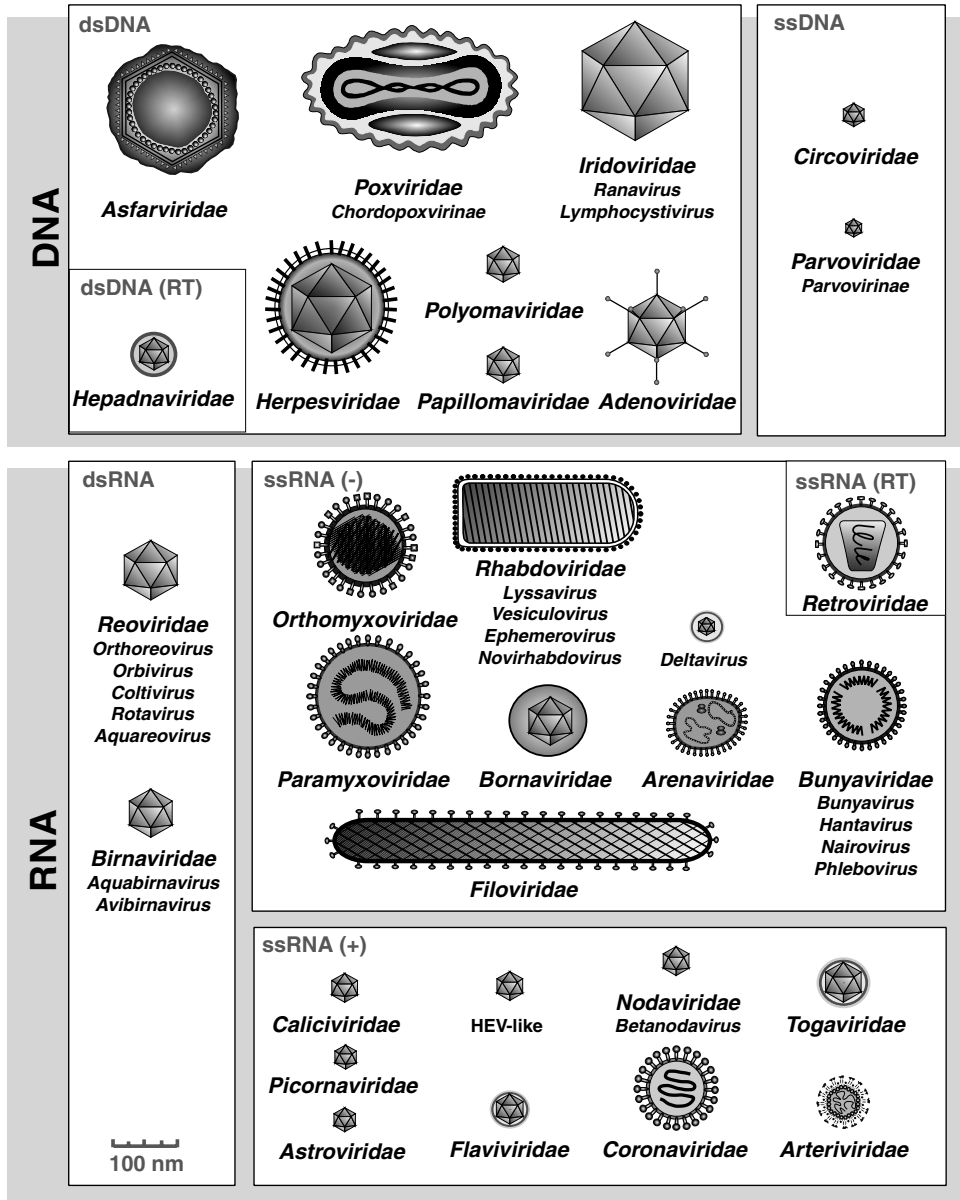 DNA
dsDNA
Asfarviridae
Poxviridae
Chordopoxvirinae
Iridoviridae
Ranavirus
Lymphocystivirus
dsDNA (RT)
Hepadnaviridae
Herpesviridae
Polyomaviridae
Papillomaviridae
Adenoviridae
ssDNA
Circoviridae
Parvoviridae
Parvovirinae
RNA
dsRNA
Reoviridae
Orthoreovirus
Orbivirus
Coltivirus
Rotavirus
Aquareovirus
Birnaviridae
Aquabirnavirus
Avibirnavirus
100 nm
ssRNA (-)
Orthomyxoviridae
Rhabdoviridae
Lyssavirus
Vesiculovirus
Ephemerovirus
Novirhabdovirus
Deltavirus
ssRNA (RT)
Retroviridae
Paramyxoviridae
Bornaviridae
Arenaviridae
Bunyaviridae
Bunyavirus
Hantavirus
Nairovirus
Phlebovirus
Filoviridae
ssRNA (+)
Caliciviridae
HEV-like
Nodaviridae
Betanodavirus
Togaviridae
Picornaviridae
Astroviridae
Flaviviridae
Coronaviridae
Arteriviridae